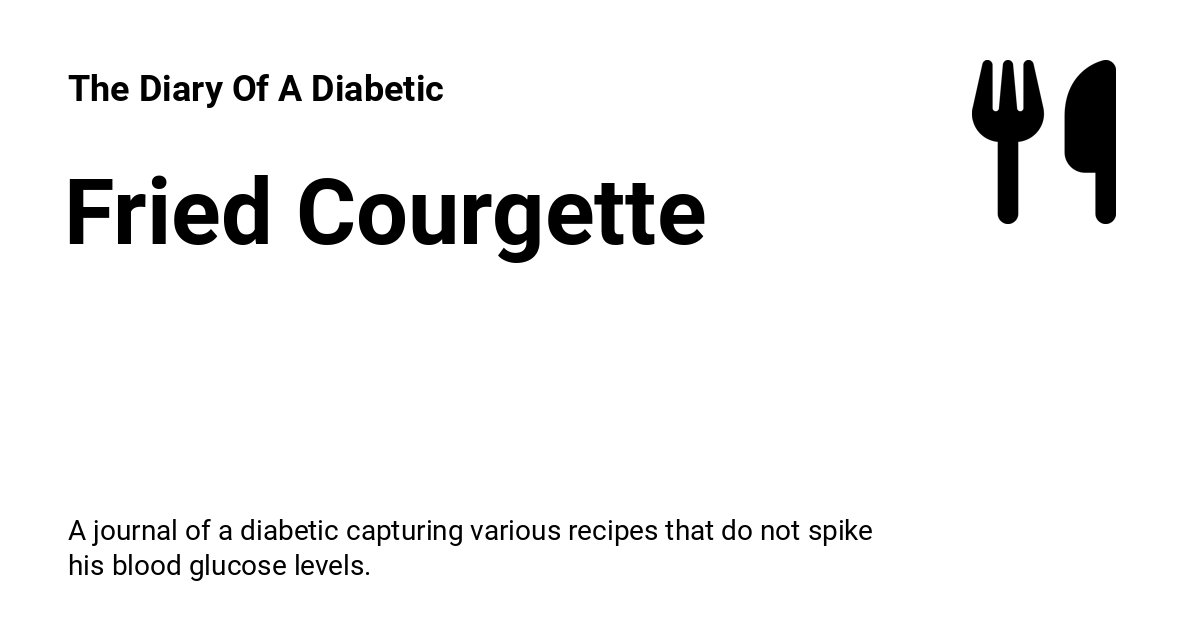 The Diary Of A Diabetic
Fried Courgette
A journal of a diabetic capturing various recipes that do not spike
his blood glucose levels.